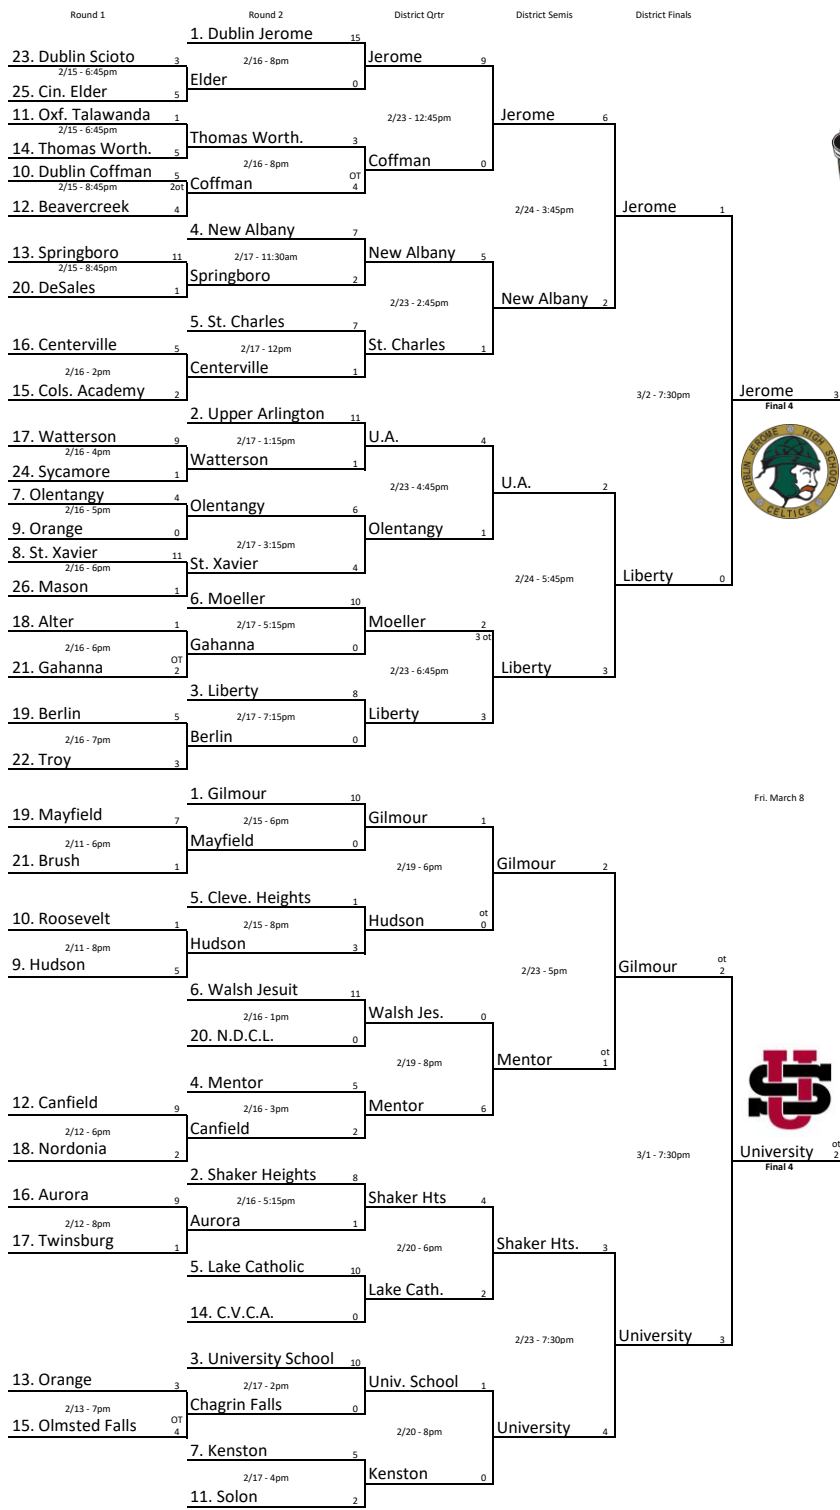 Round 1 Round 2 District Qrtr District Semis District Finals
1. Dublin Jerome 15
23. Dublin Scioto 3 2/16 - 8pm Jerome 9
2/15 - 6:45pm Elder 0
25. Cin. Elder 5
11. Oxf. Talawanda 1 2/23 - 12:45pm Jerome 6
2/15 - 6:45pm Thomas Worth. 3
14. Thomas Worth. 5 2/16 - 8pm Coffman 0
10. Dublin Coffman 5 OT
2/15 - 8:45pm 2ot Coffman 4
12. Beavercreek 4 2/24 - 3:45pm Jerome 1
4. New Albany 7
13. Springboro 11 2/17 - 11:30am New Albany 5
2/15 - 8:45pm Springboro 2
20. DeSales 1 2/23 - 2:45pm New Albany 2
5. St. Charles 7
16. Centerville 5 2/17 - 12pm St. Charles 1
2/16 - 2pm Centerville 1
15. Cols. Academy 2 3/2 - 7:30pm Jerome 3
Final 4
2. Upper Arlington 11
17. Watterson 9 2/17 - 1:15pm U.A. 4
2/16 - 4pm Watterson 1
24. Sycamore 1 2/23 - 4:45pm U.A. 2
DUBLIN JEROME HIGH SCHOOL
CELTICS
7. Olentangy 4
2/16 - 5pm Olentangy 6
9. Orange 0 2/17 - 3:15pm Olentangy 1
8. St. Xavier 11
2/16 - 6pm St. Xavier 4 2/24 - 5:45pm Liberty 0
26. Mason 1
6. Moeller 10
18. Alter 1 2/17 - 5:15pm Moeller 2
2/16 - 6pm Gahanna 0 3 ot
OT
21. Gahanna 2 2/23 - 6:45pm Liberty 3
3. Liberty 8
19. Berlin 5 2/17 - 7:15pm Liberty 3
2/16 - 7pm Berlin 0
22. Troy 3
1. Gilmour 10 Fri. March 8
19. Mayfield 7 2/15 - 6pm Gilmour 1
2/11 - 6pm Mayfield 0
21. Brush 1 2/19 - 6pm Gilmour 2
5. Cleve. Heights 1
10. Roosevelt 1 2/15 - 8pm Hudson ot 0
2/11 - 8pm Hudson 3
9. Hudson 5 2/23 - 5pm Gilmour ot 2
6. Walsh Jesuit 11
2/16 - 1pm Walsh Jes. 0
20. N.D.C.L. 0
2/19 - 8pm Mentor ot 1
4. Mentor 5
12. Canfield 9 2/16 - 3pm Mentor 6
2/12 - 6pm Canfield 2
18. Nordonia 2 3/1 - 7:30pm University ot 2
Final 4
US
2. Shaker Heights 8
16. Aurora 9 2/16 - 5:15pm Shaker Hts 4
2/12 - 8pm Aurora 1
17. Twinsburg 1 2/20 - 6pm Shaker Hts. 3
5. Lake Catholic 10
Lake Cath. 2
14. C.V.C.A. 0
2/23 - 7:30pm University 3
3. University School 10
13. Orange 3 2/17 - 2pm Univ. School 1
2/13 - 7pm Chagrin Falls 0
OT
15. Olmsted Falls 4 2/20 - 8pm University 4
7. Kenston 5
2/17 - 4pm Kenston 0
11. Solon 2